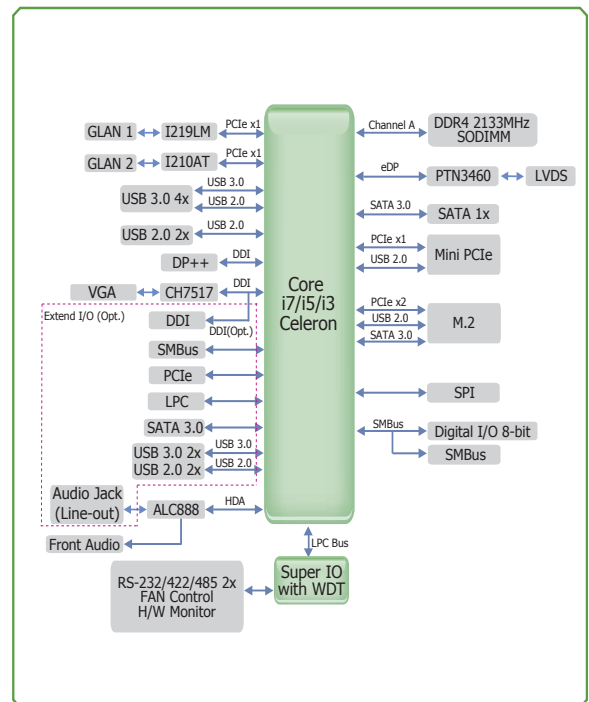 GLAN 1
I219LM
PCIe x1
GLAN 2
I210AT
PCIe x1
USB 3.0 4x
USB 3.0
USB 2.0
USB 2.0 2x
USB 2.0
DP++
DDI
VGA
CH7517
DDI
Extend I/O (Opt.)
DDI
DDI(Opt.)
SMBus
PCIe
LPC
SATA 3.0
USB 3.0 2x
USB 3.0
USB 2.0 2x
USB 2.0
Audio Jack
(Line-out)
ALC888
HDA
Front Audio
Core
i7/i5/i3
Celeron
Channel A
DDR4 2133MHz
SODIMM
eDP
PTN3460
LVDS
SATA 3.0
SATA 1x
PCIe x1
USB 2.0
Mini PCIe
PCIe x2
USB 2.0
SATA 3.0
M.2
SPI
SMBus
Digital I/O 8-bit
SMBus
LPC Bus
Super IO
with WDT
RS-232/422/485 2x
FAN Control
H/W Monitor